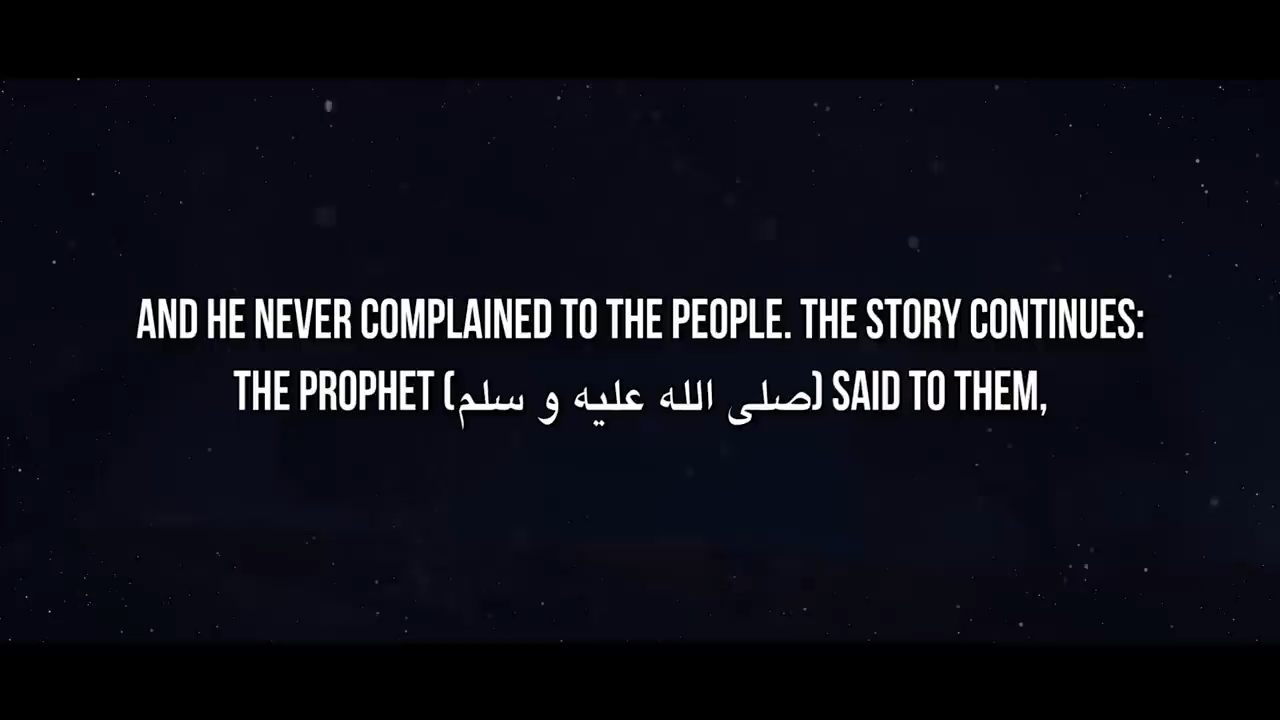 AND HE NEVER COMPLAINED TO THE PEOPLE. THE STORY CONTINUES:
THE PROPHET (صلى الله عليه و سلم) SAID TO THEM,